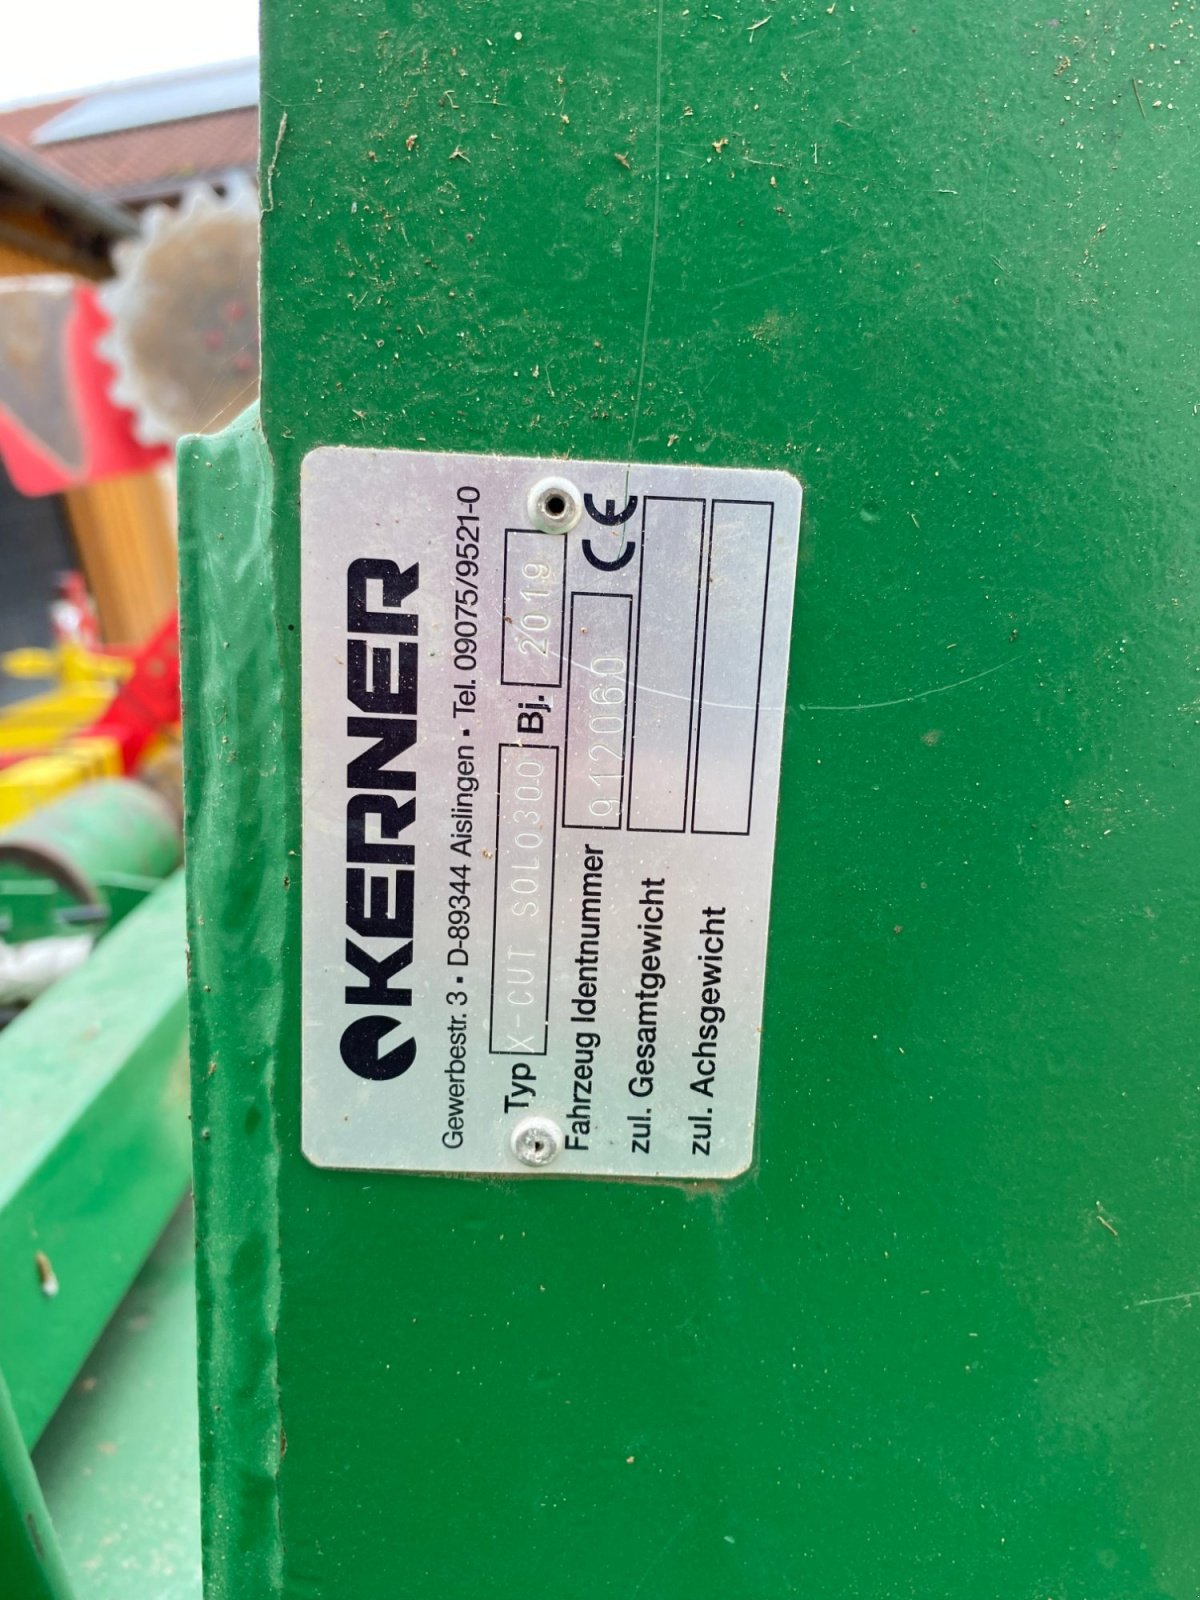 KERNER
Gewerbestr. 3 • D-89344 Aislingen • Tel. 09075/9521-0
Typ X-CUT SOLO300 Bj. 2019
Fahrzeug Identnummer 912060 CE
zul. Gesamtgewicht
zul. Achsgewicht